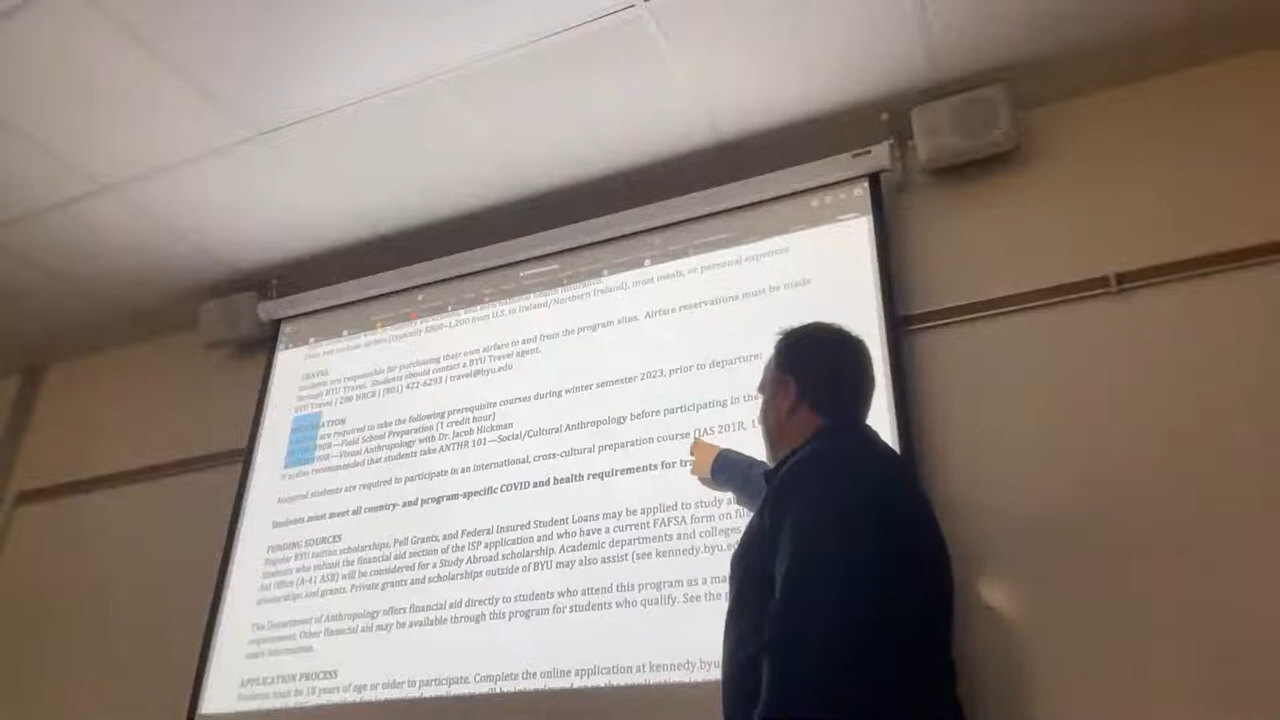 international health insurance.
Does not include airfare (typically $800–1,200 from U.S. to Ireland/Northern Ireland), most meals, or personal expenses
TRAVEL
Students are responsible for purchasing their own airfare to and from the program sites. Airfare reservations must be made
through BYU Travel. Students should contact a BYU Travel agent.
BYU Travel | 280 HRCB | (801) 422-6293 | travel@byu.edu
PREPARATION
are required to take the following prerequisite courses during winter semester 2023, prior to departure:
—Field School Preparation (1 credit hour)
—Visual Anthropology with Dr. Jacob Hickman
It is also recommended that students take ANTHR 101—Social/Cultural Anthropology before participating in the
Accepted students are required to participate in an international, cross-cultural preparation course (IAS 201R, 1
Students must meet all country- and program-specific COVID and health requirements for
FUNDING SOURCES
Regular BYU tuition scholarships, Pell Grants, and Federal Insured Student Loans may be applied to study
Students who submit the financial aid section of the ISP application and who have a current FAFSA form on
Aid Office (A-41 ASB) will be considered for a Study Abroad scholarship. Academic departments and colleges
scholarships and grants. Private grants and scholarships outside of BYU may also assist (see kennedy.byu.
The Department of Anthropology offers financial aid directly to students who attend this program as a
requirement. Other financial aid may be available through this program for students who qualify. See the
information.
APPLICATION PROCESS
Students must be 18 years of age or older to participate. Complete the online application at kennedy.byu